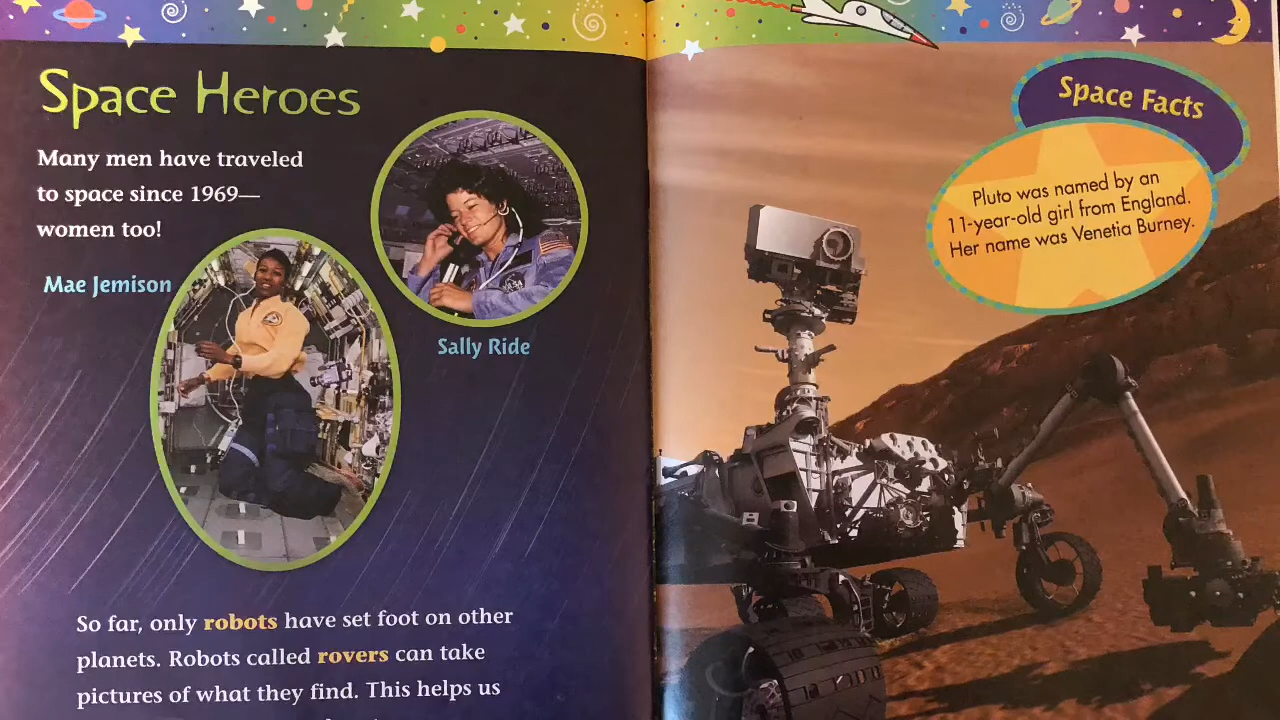 Space Heroes
Many men have traveled
to space since 1969—
women too!
Mae Jemison
Sally Ride
So far, only robots have set foot on other
planets. Robots called rovers can take
pictures of what they find. This helps us
Space Facts
Pluto was named by an
11-year-old girl from England.
Her name was Venetia Burney.
NASA